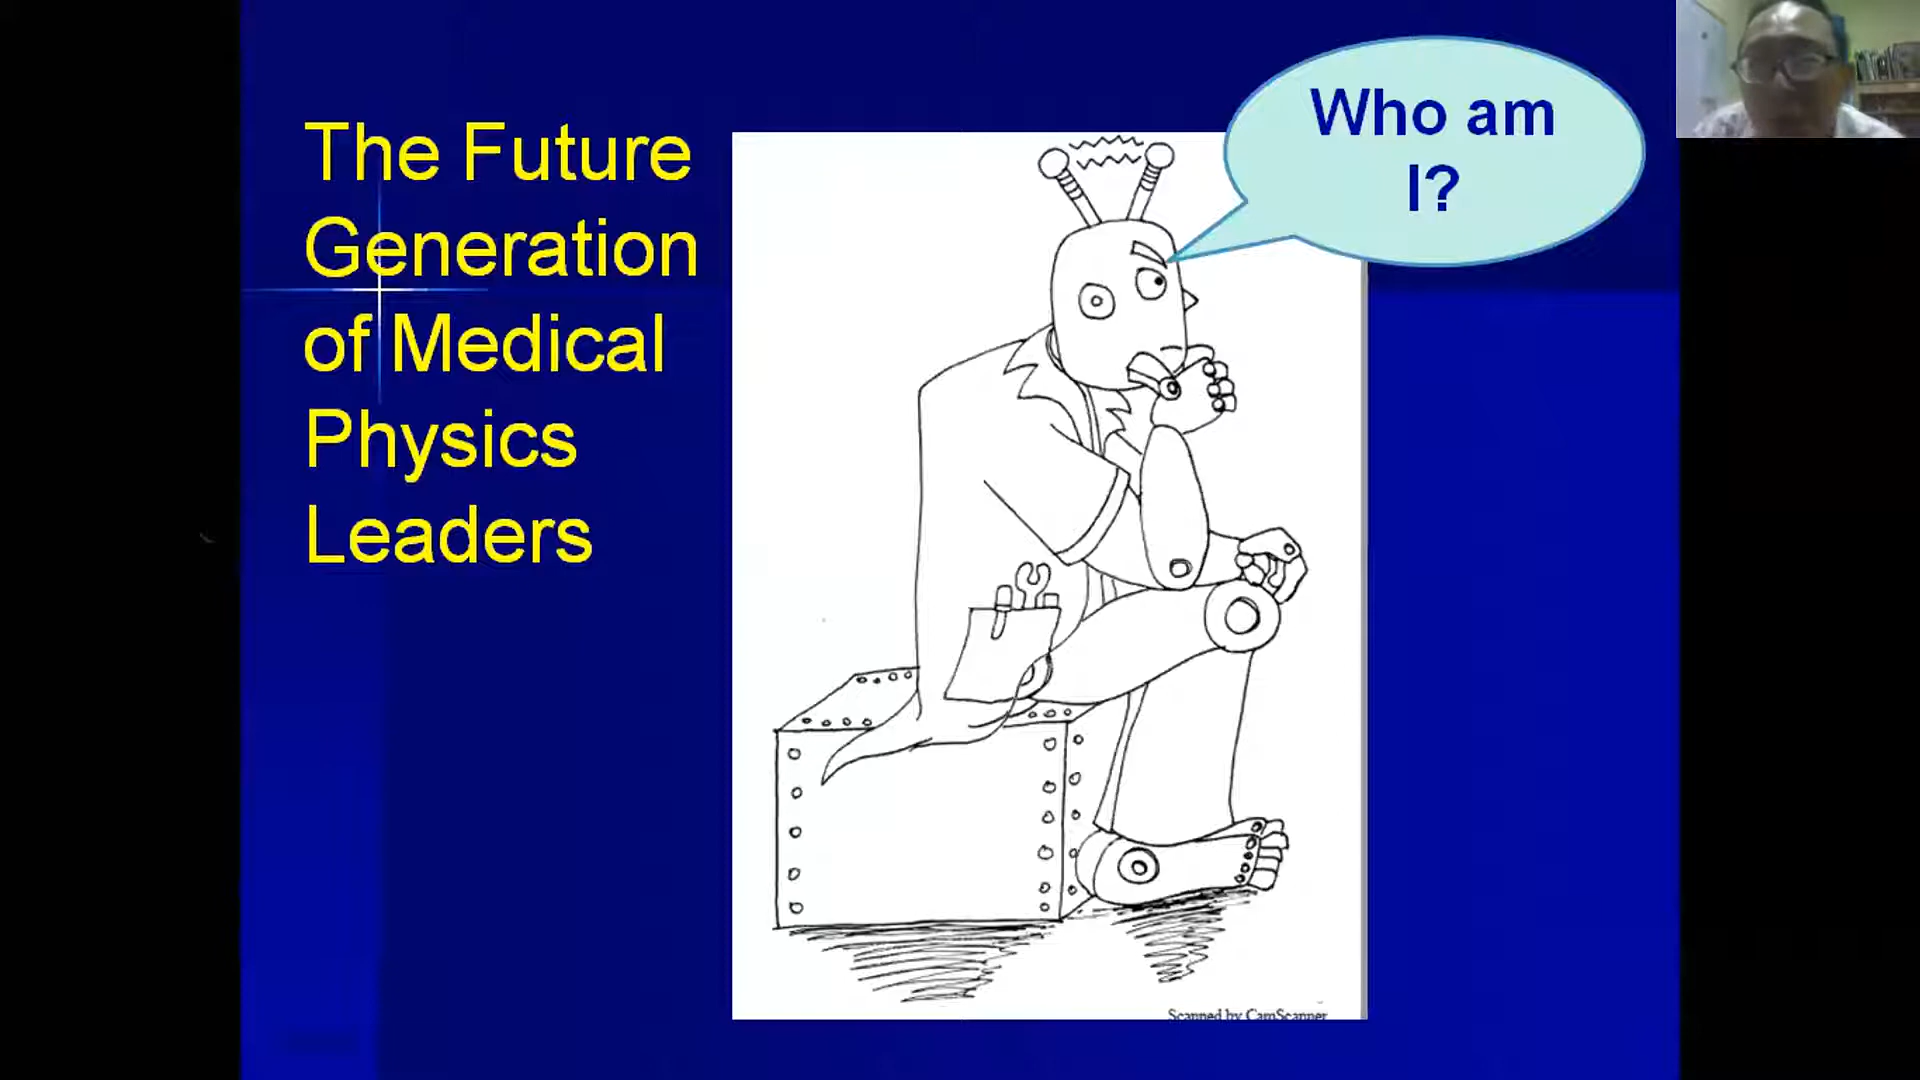 The Future
Generation
of Medical
Physics
Leaders
Who am
I?
Scanned by CamScanner